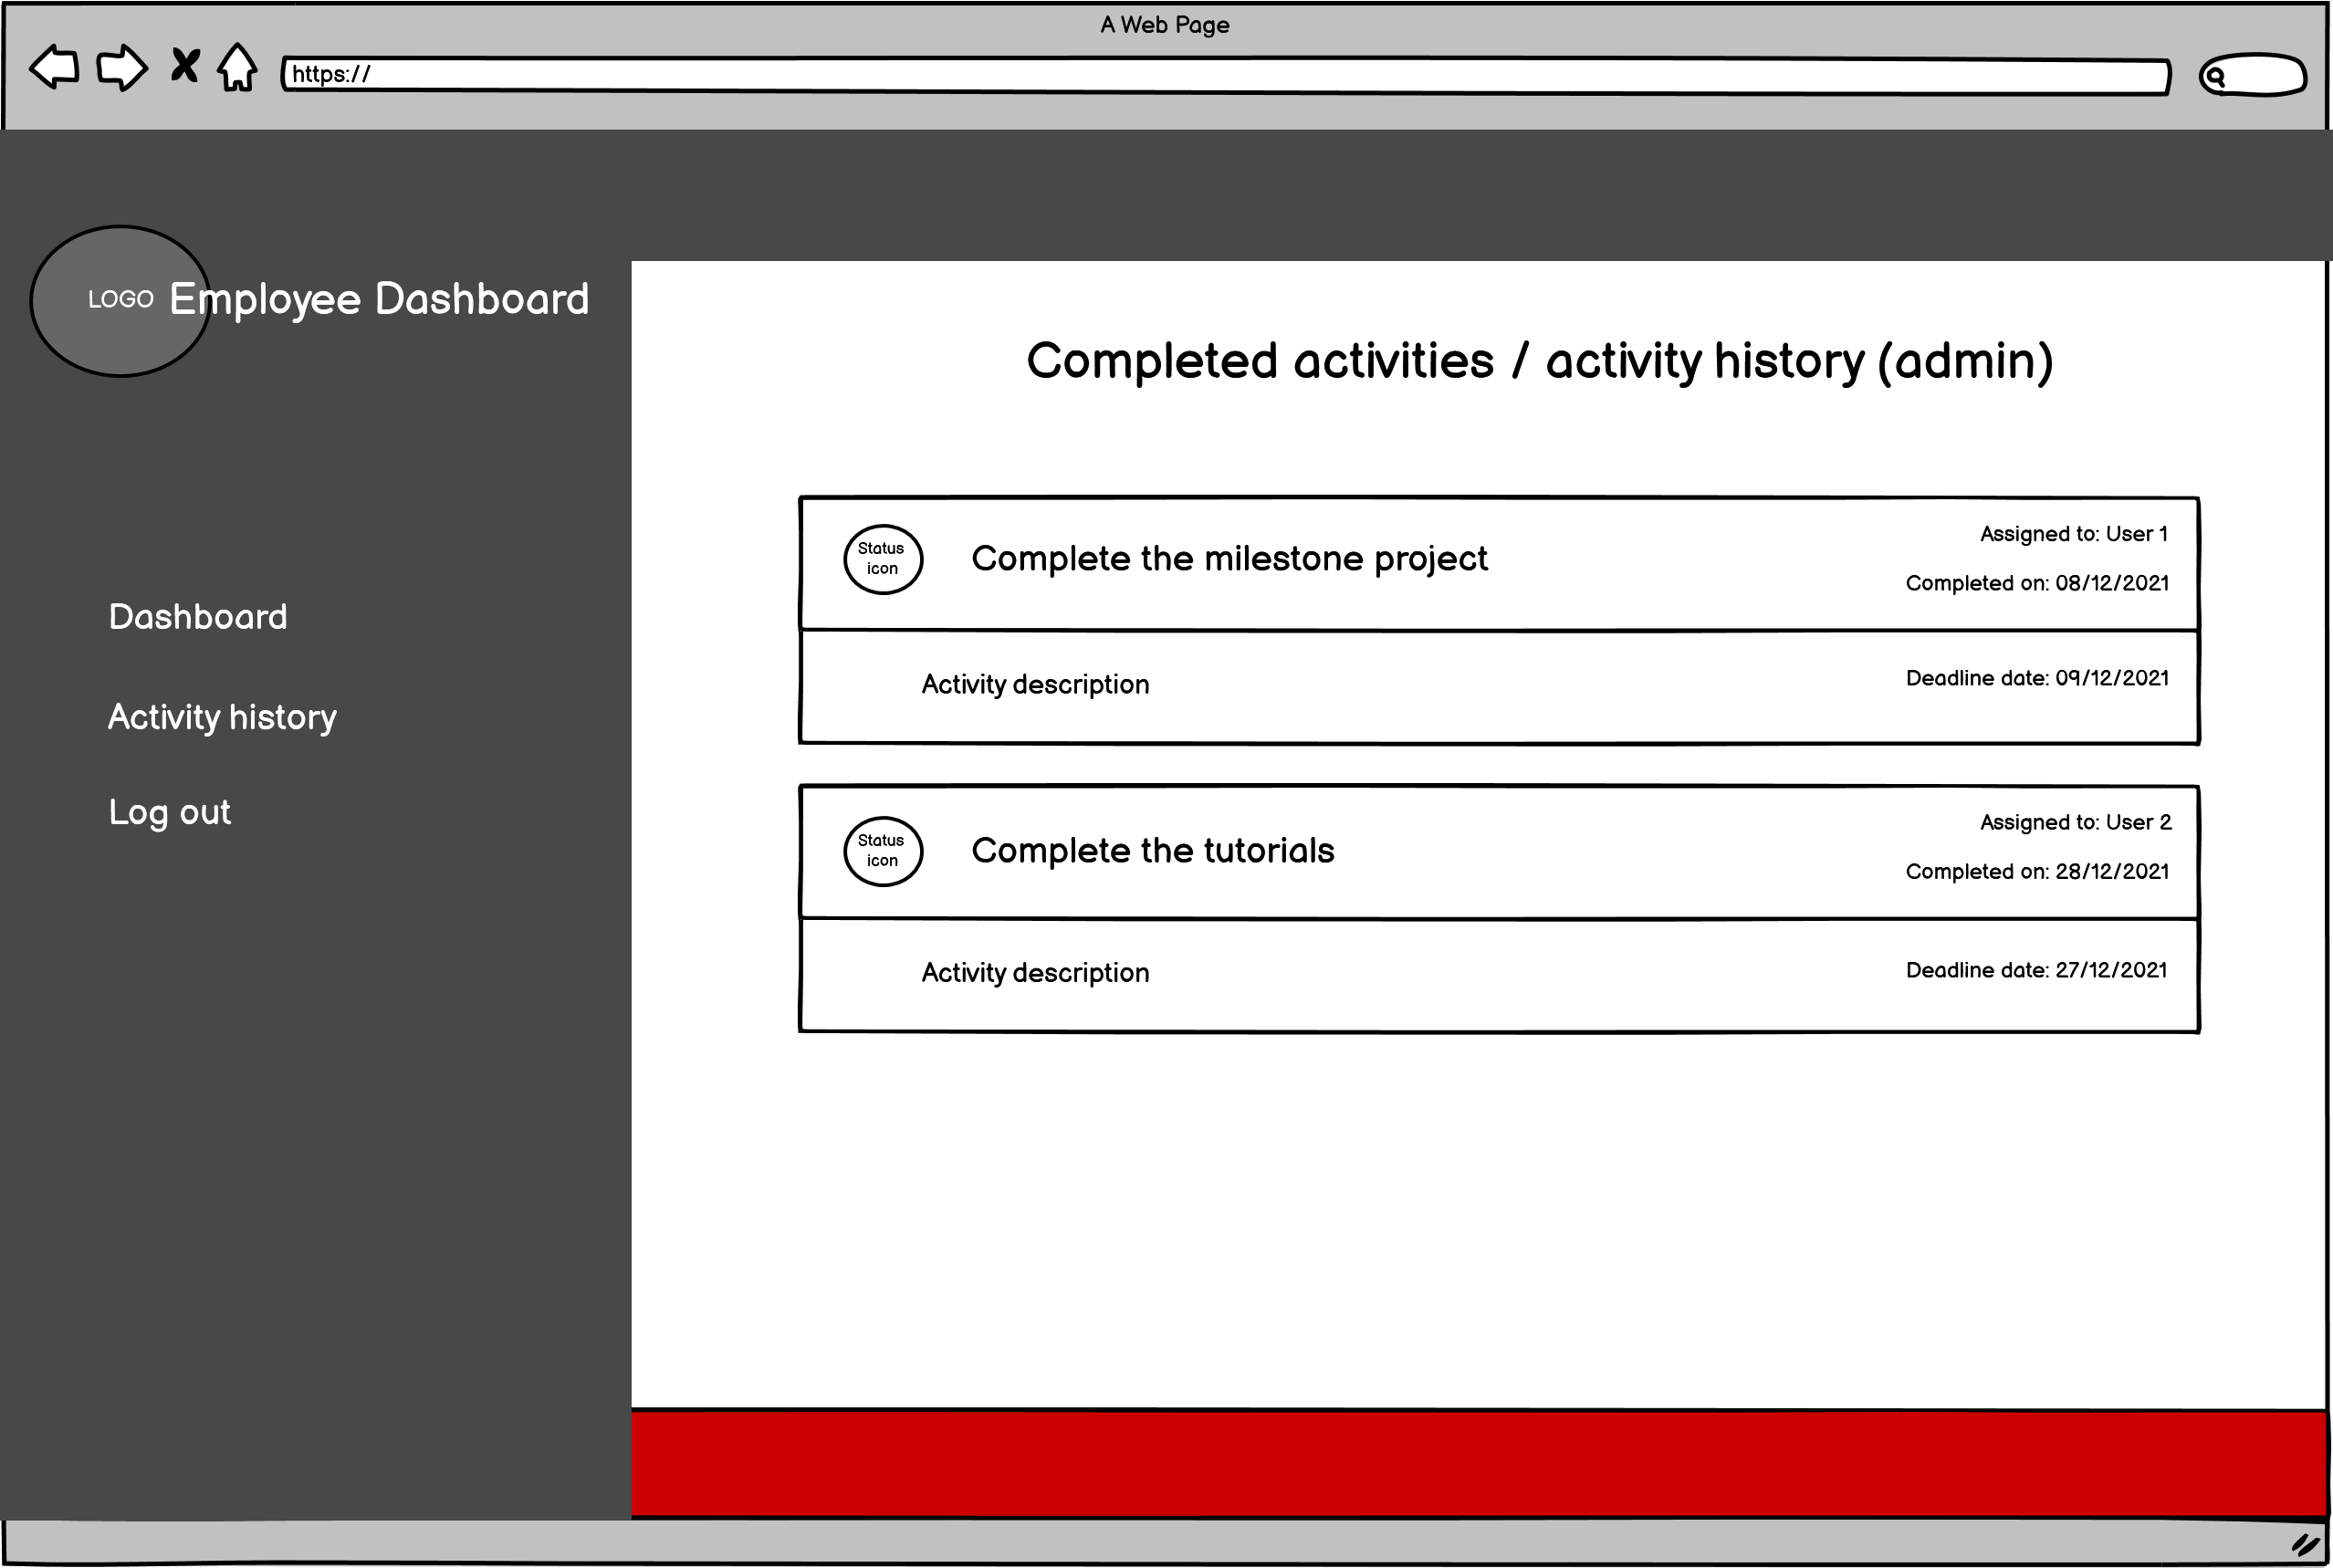 A Web Page
https://
LOGO
Employee Dashboard
Dashboard
Activity history
Log out
Completed activities / activity history (admin)
Status
icon
Complete the milestone project
Assigned to: User 1
Completed on: 08/12/2021
Activity description
Deadline date: 09/12/2021
Status
icon
Complete the tutorials
Assigned to: User 2
Completed on: 28/12/2021
Activity description
Deadline date: 27/12/2021